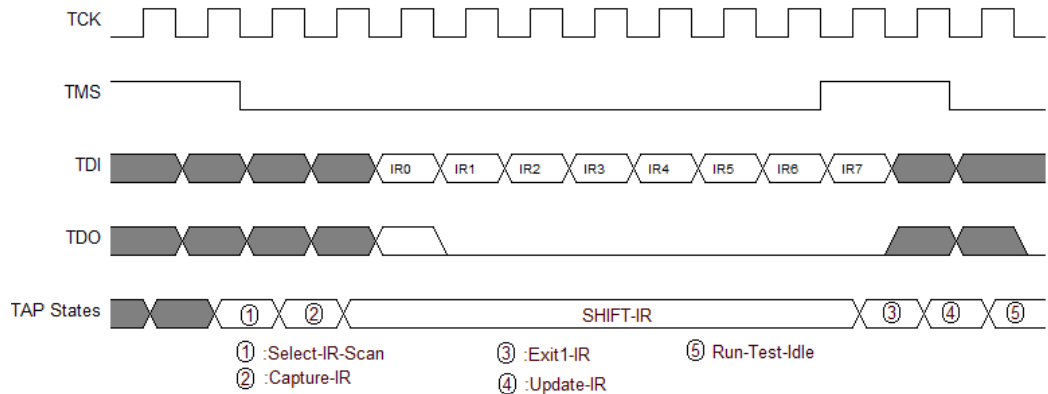 TCK
TMS
TDI IR0 IR1 IR2 IR3 IR4 IR5 IR6 IR7
TDO
TAP States 1 2 SHIFT-IR 3 4 5
1 :Select-IR-Scan 3 :Exit1-IR 5 Run-Test-Idle
2 :Capture-IR 4 :Update-IR